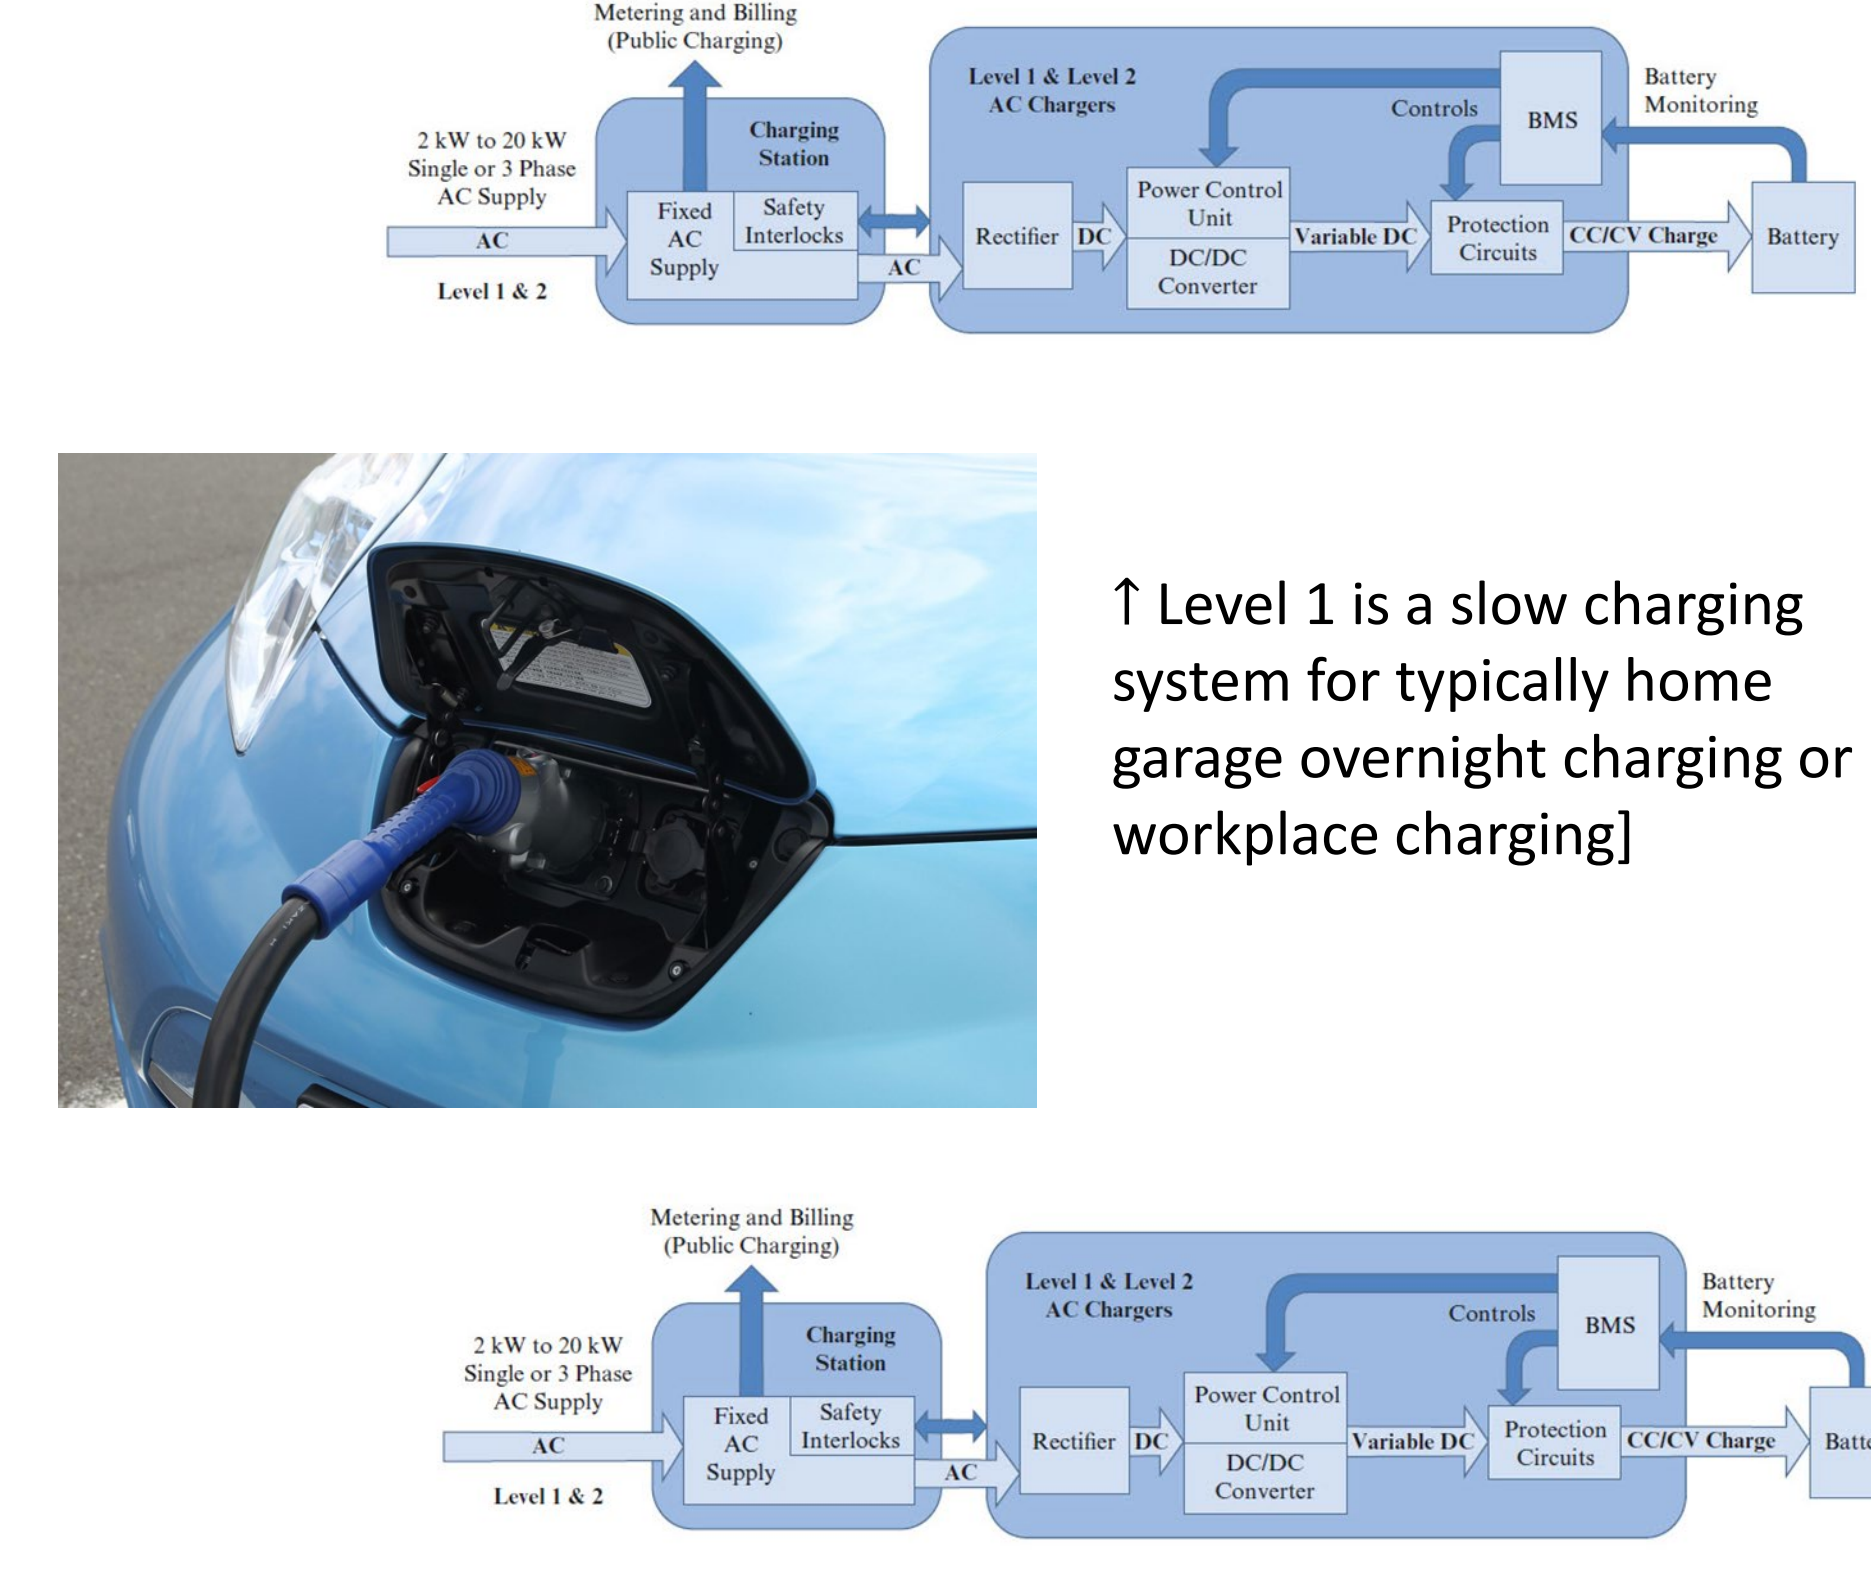 Metering and Billing
(Public Charging)
Level 1 & Level 2
AC Chargers
Controls
BMS
Battery
Monitoring
2 kW to 20 kW
Single or 3 Phase
AC Supply
Charging
Station
AC
Level 1 & 2
Fixed
AC
Supply
Safety
Interlocks
AC
Rectifier
DC
Power Control
Unit
DC/DC
Converter
Variable DC
Protection
Circuits
CC/CV Charge
Battery
↑ Level 1 is a slow charging
system for typically home
garage overnight charging or
workplace charging]
Metering and Billing
(Public Charging)
Level 1 & Level 2
AC Chargers
Controls
BMS
Battery
Monitoring
2 kW to 20 kW
Single or 3 Phase
AC Supply
Charging
Station
AC
Level 1 & 2
Fixed
AC
Supply
Safety
Interlocks
AC
Rectifier
DC
Power Control
Unit
DC/DC
Converter
Variable DC
Protection
Circuits
CC/CV Charge